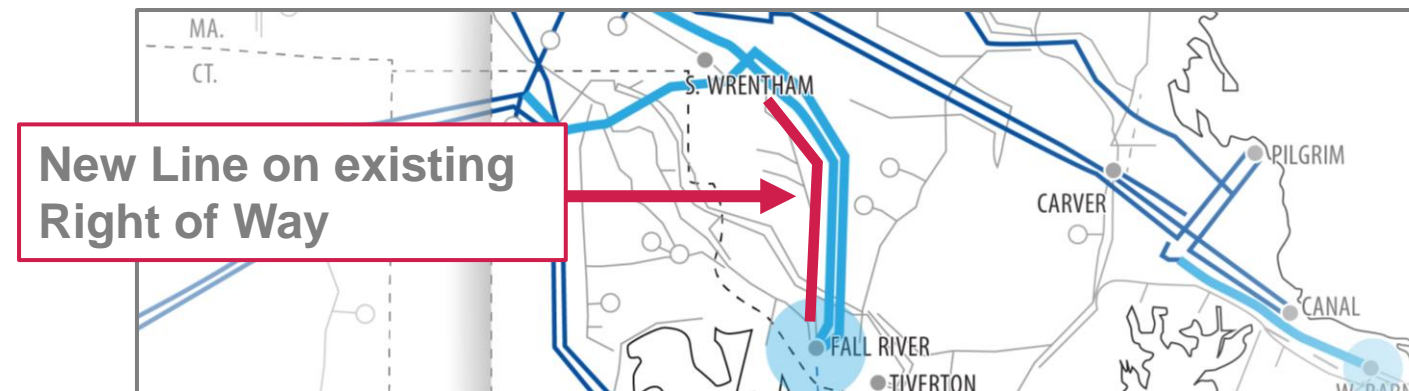 MA.
CT.
S. WRENTHAM
New Line on existing
Right of Way
PILGRIM
CARVER
CANAL
FALL RIVER
TIVERTON